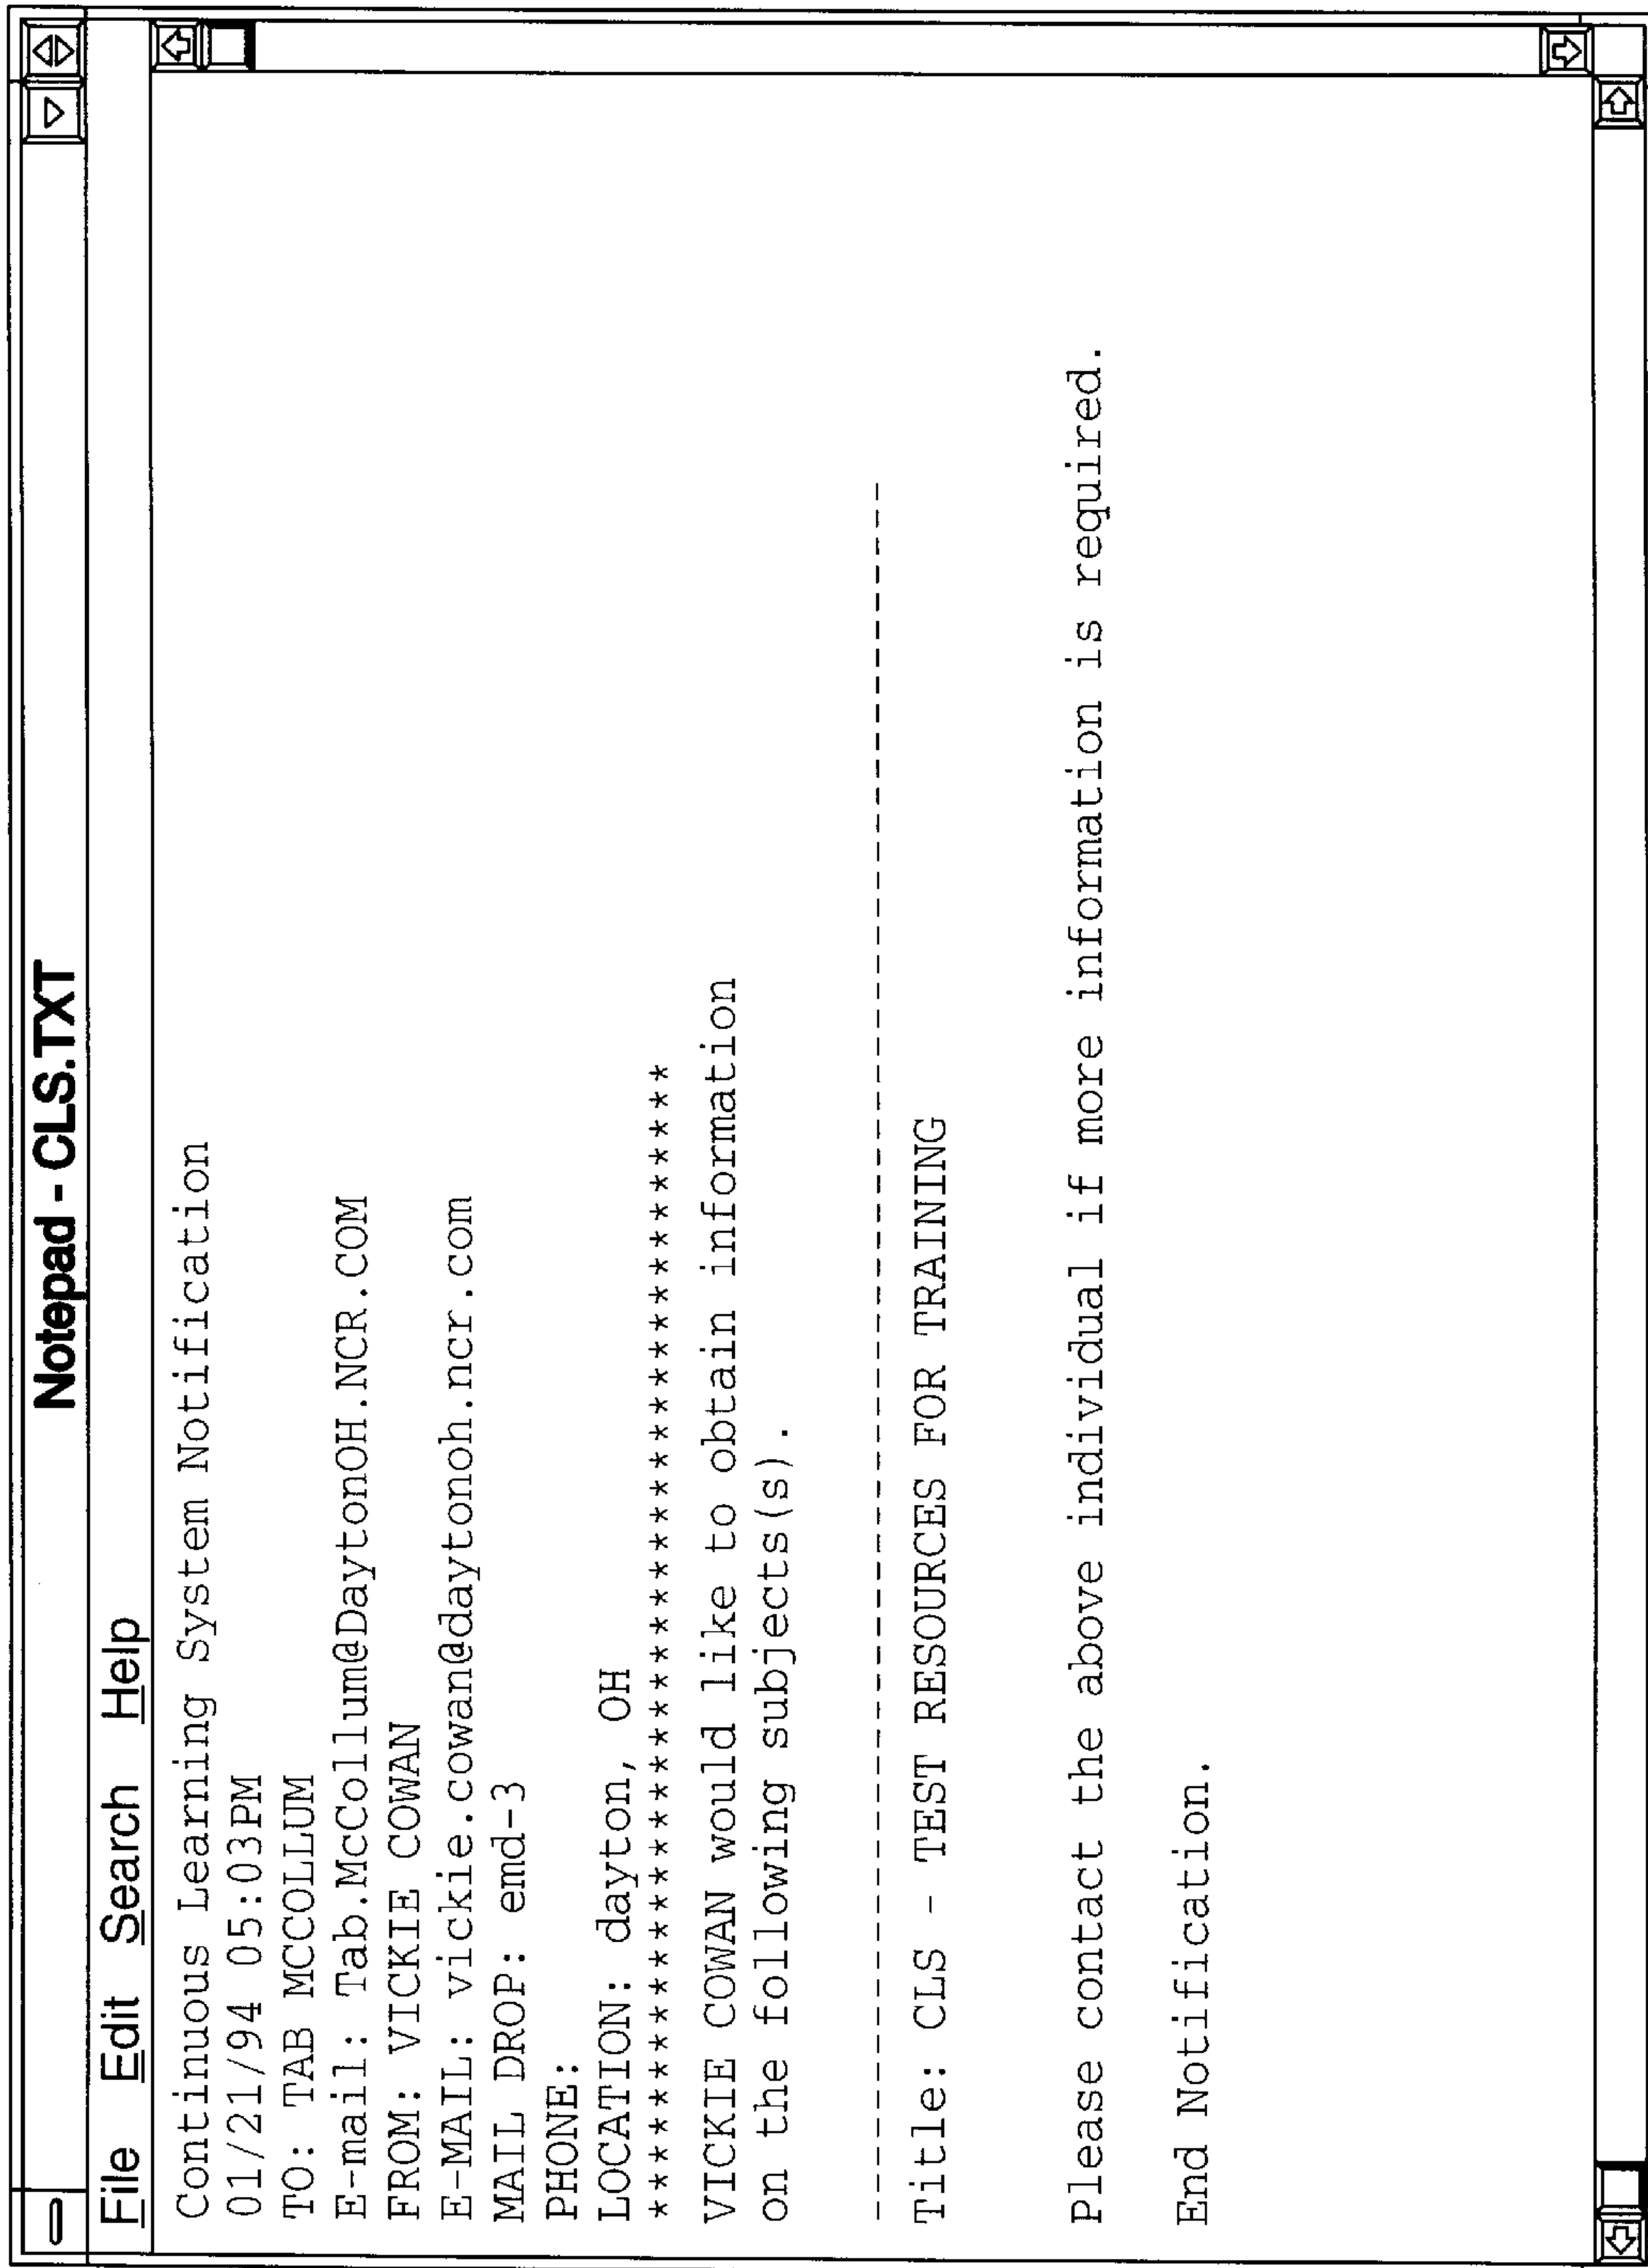 Notepad - CLS.TXT
File Edit Search Help
Continuous Learning System Notification
01/21/94 05:03PM
TO: TAB MCCOLLUM
E-mail: Tab.McCollum@DaytonOH.NCR.COM
FROM: VICKIE COWAN
E-MAIL: vickie.cowan@daytonoh.ncr.com
MAIL DROP: emd-3
PHONE:
LOCATION: dayton, OH
******************************************
VICKIE COWAN would like to obtain information
on the following subjects(s).
----------------------------------------------------------------
Title: CLS - TEST RESOURCES FOR TRAINING
Please contact the above individual if more information is required.
End Notification.